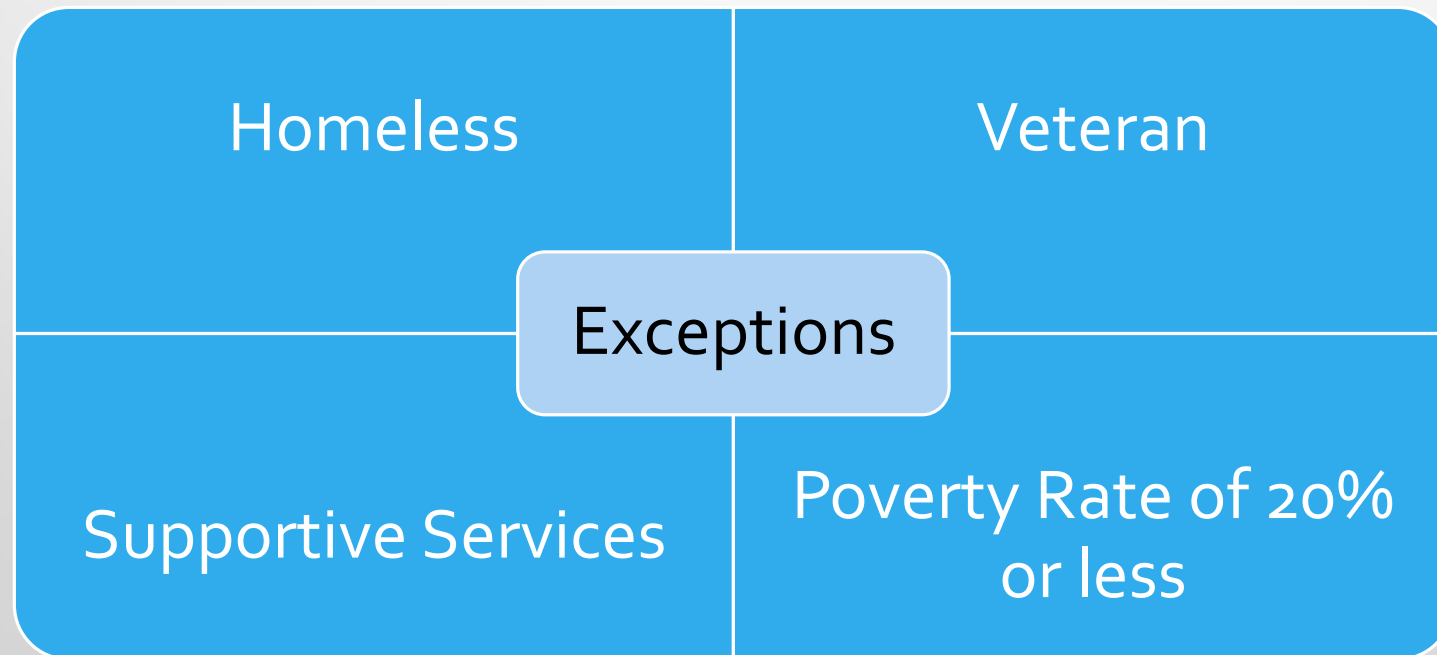 Homeless
Veteran
Exceptions
Supportive Services
Poverty Rate of 20%
or less